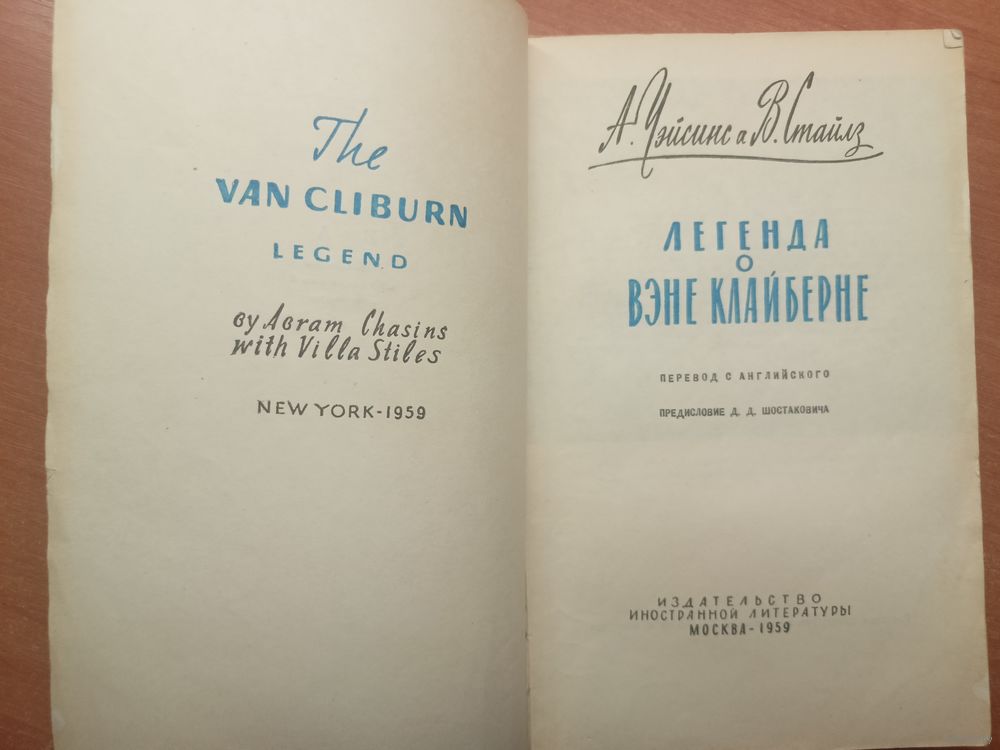 The
VAN CLIBURN
LEGEND
by Abram Chasins
with Villa Stiles
NEW YORK-1959
А. Чэйсинс и В. Стайлз
ЛЕГЕНДА
О
ВЭНЕ КЛАЙБЕРНЕ
ПЕРЕВОД С АНГЛИЙСКОГО
ПРЕДИСЛОВИЕ Д. Д. ШОСТАКОВИЧА
ИЗДАТЕЛЬСТВО
ИНОСТРАННОЙ ЛИТЕРАТУРЫ
МОСКВА-1959